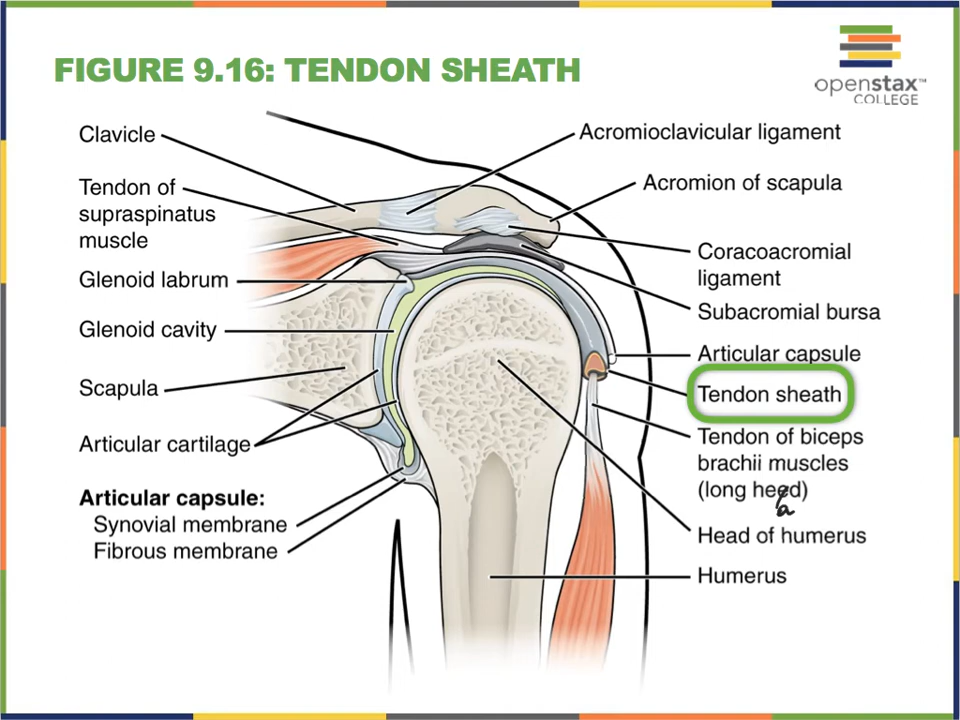 FIGURE 9.16: TENDON SHEATH
openstax™
COLLEGE
Clavicle
Tendon of
supraspinatus
muscle
Glenoid labrum
Glenoid cavity
Scapula
Articular cartilage
Articular capsule:
Synovial membrane
Fibrous membrane
Acromioclavicular ligament
Acromion of scapula
Coracoacromial
ligament
Subacromial bursa
Articular capsule
Tendon sheath
Tendon of biceps
brachii muscles
(long heed)
a
Head of humerus
Humerus